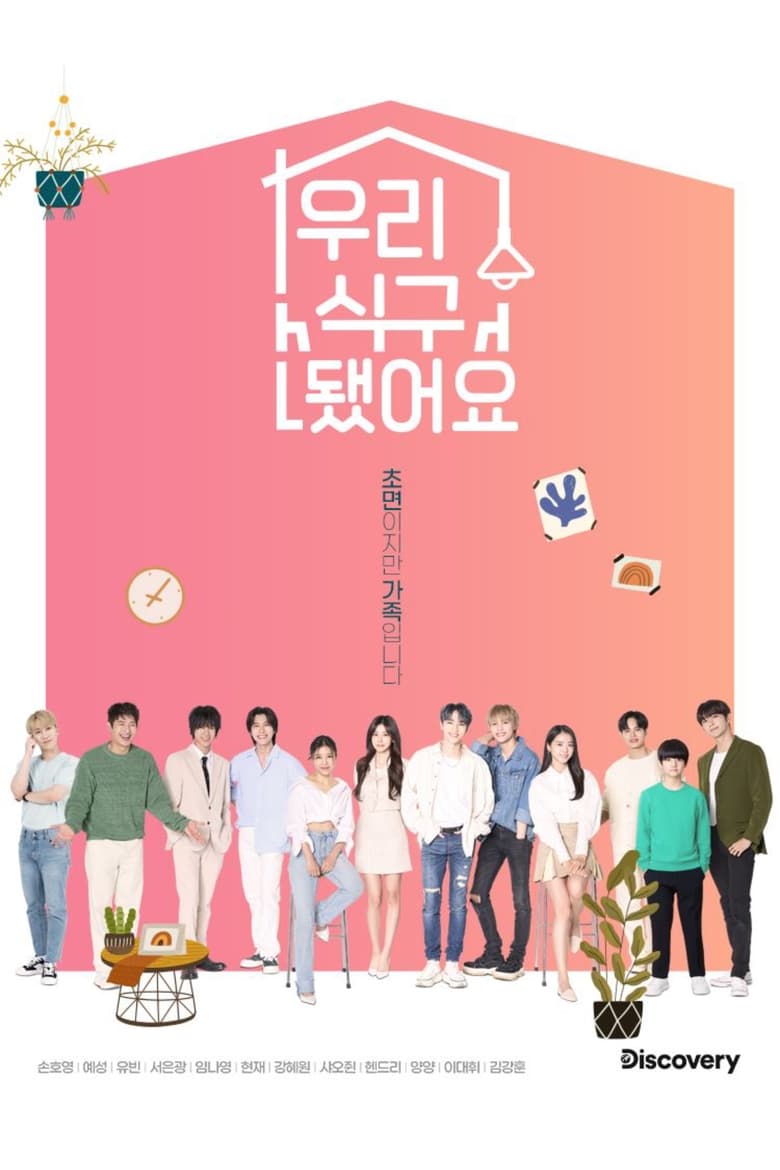 우리
식구
됐어요
초면이지만 가족입니다
손호영 | 예성 | 유빈 | 서은광 | 임나영 | 현재 | 강혜원 | 샤오쥔 | 헨드리 | 양양 | 이대휘 | 김강훈
Discovery